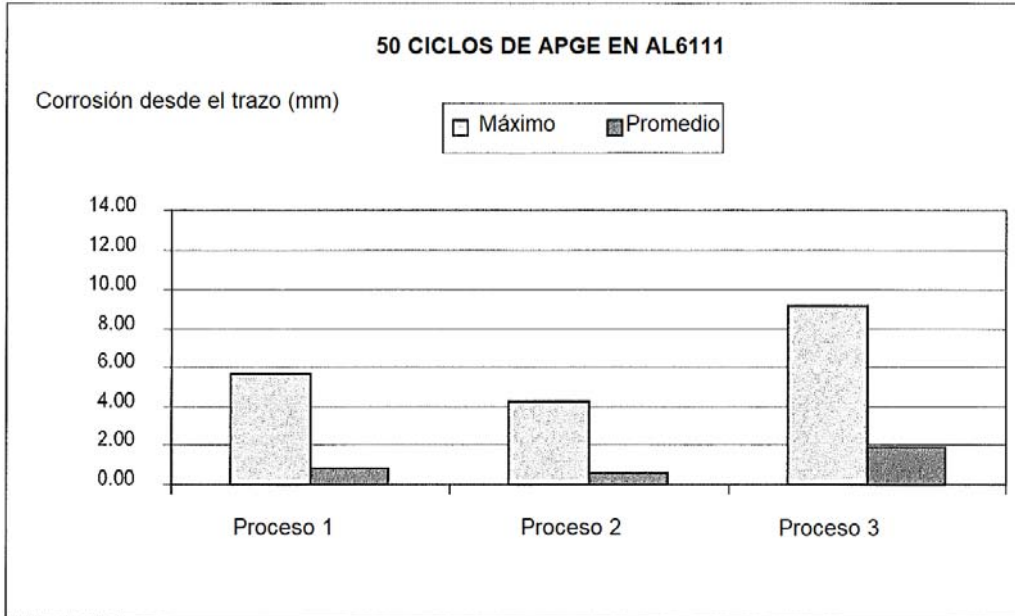 50 CICLOS DE APGE EN AL6111
Corrosión desde el trazo (mm)
Máximo Promedio
14.00
12.00
10.00
8.00
6.00
4.00
2.00
0.00
Proceso 1 Proceso 2 Proceso 3